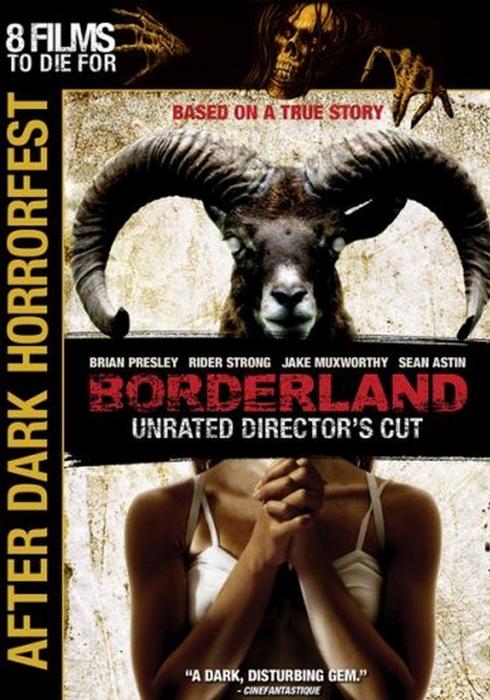 8 FILMS
TO DIE FOR
AFTER DARK HORRORFEST
BASED ON A TRUE STORY
BRIAN PRESLEY RIDER STRONG JAKE MUXWORTHY SEAN ASTIN
BORDERLAND
UNRATED DIRECTOR'S CUT
"A DARK, DISTURBING GEM."
- CINEFANTASTIQUE